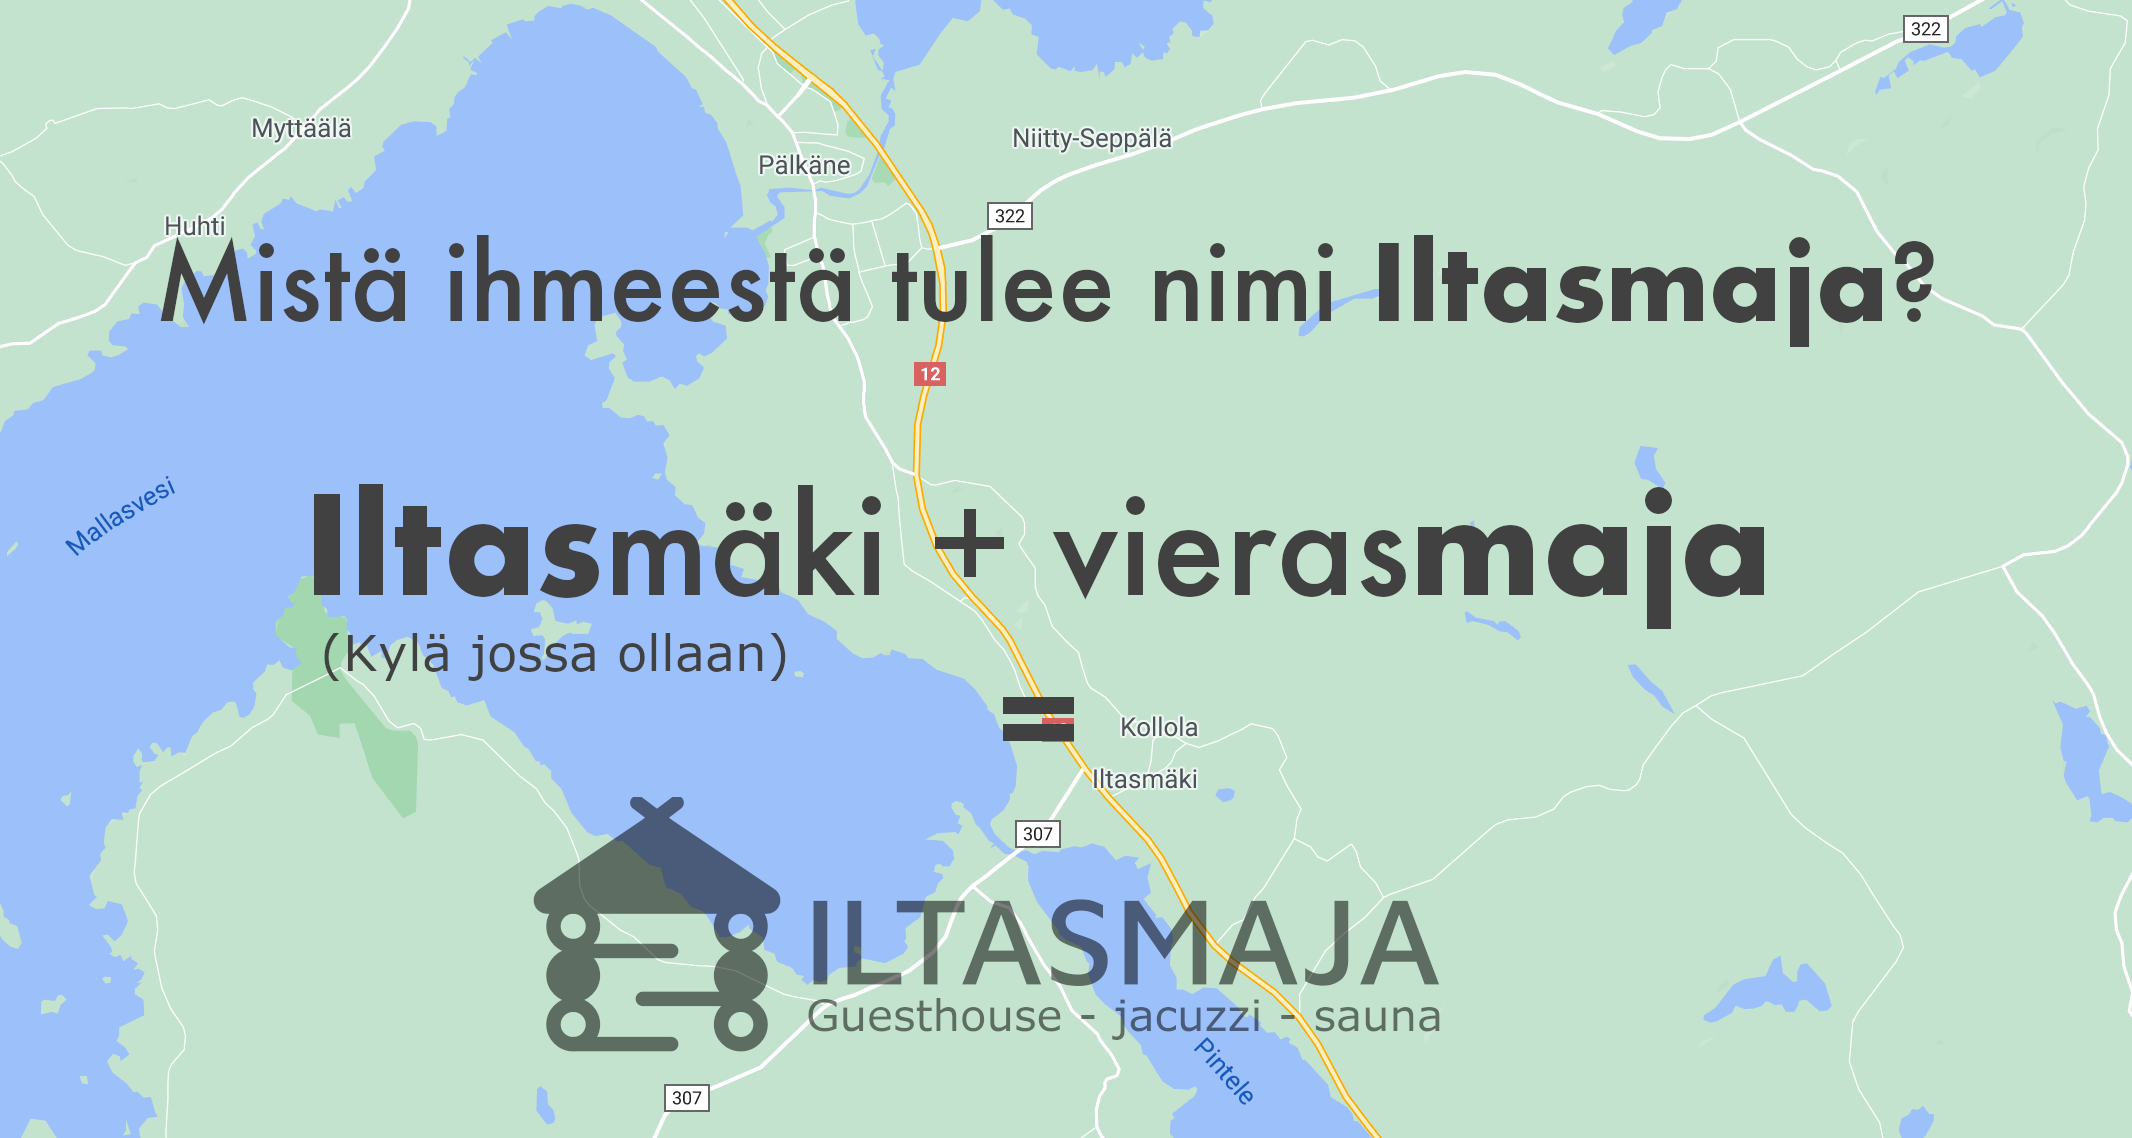 322
Myttäälä
Niitty-Seppälä
Pälkäne
322
Huhti
Mistä ihmeestä tulee nimi Iltasmaja?
12
Mallasvesi
Iltasmäki + vierasmaja
(Kylä jossa ollaan)
=
Kollola
Iltasmäki
307
ILTASMAJA
Guesthouse - jacuzzi - sauna
Pintele
307